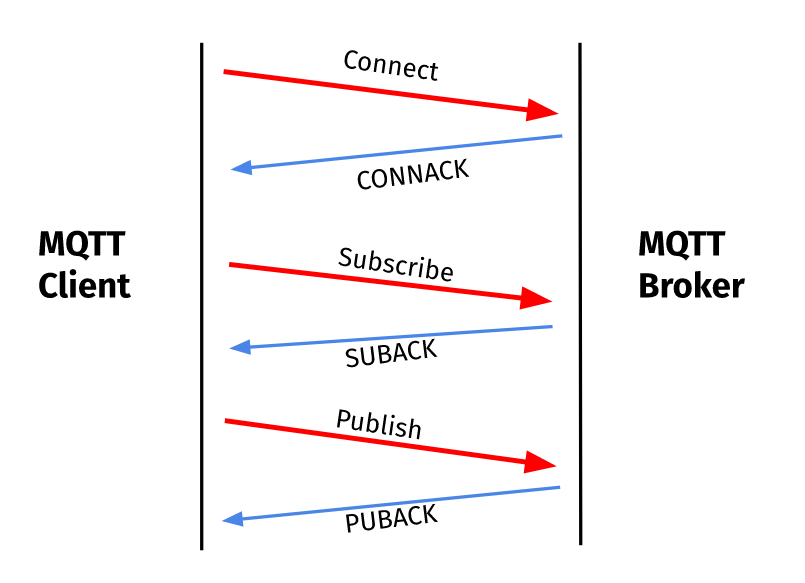 Connect
CONNACK
MQTT
Client
MQTT
Broker
Subscribe
SUBACK
Publish
PUBACK